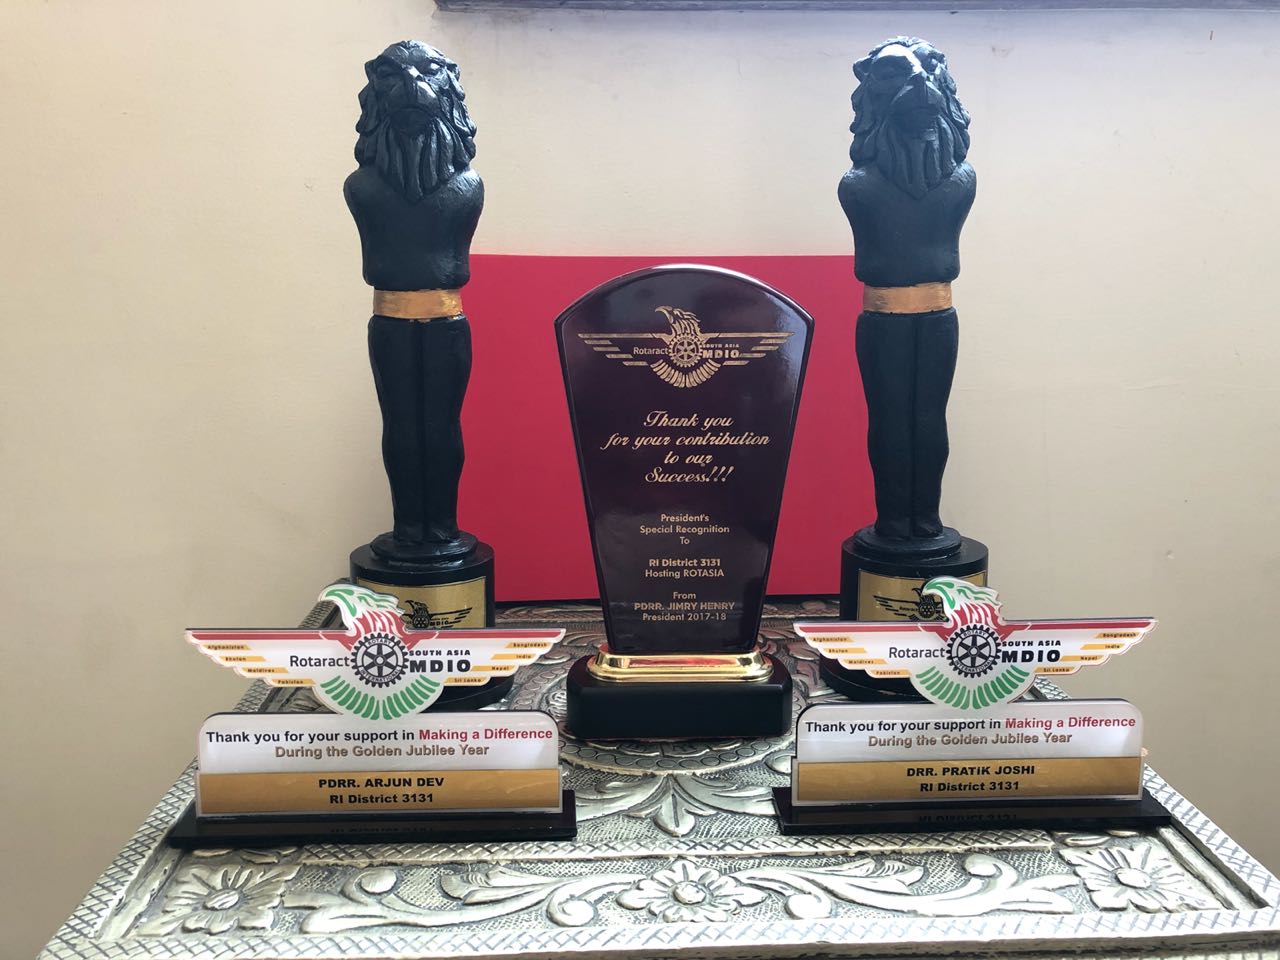 Rotaract
SOUTH ASIA
MDIO
Thank you
for your contribution
to our
Success!!!
President's
Special Recognition
To
RI District 3131
Hosting ROTASIA
From
PDRR. JIMRY HENRY
President 2017-18
Afghanistan
Bhutan
Maldives
Pakistan
Rotaract
ROTARY
INTERNATIONAL
SOUTH ASIA
MDIO
Bangladesh
India
Nepal
Sri Lanka
Thank you for your support in Making a Difference
During the Golden Jubilee Year
PDRR. ARJUN DEV
RI District 3131
Afghanistan
Bhutan
Maldives
Pakistan
Rotaract
ROTARY
INTERNATIONAL
SOUTH ASIA
MDIO
Bangladesh
India
Nepal
Sri Lanka
Thank you for your support in Making a Difference
During the Golden Jubilee Year
DRR. PRATIK JOSHI
RI District 3131